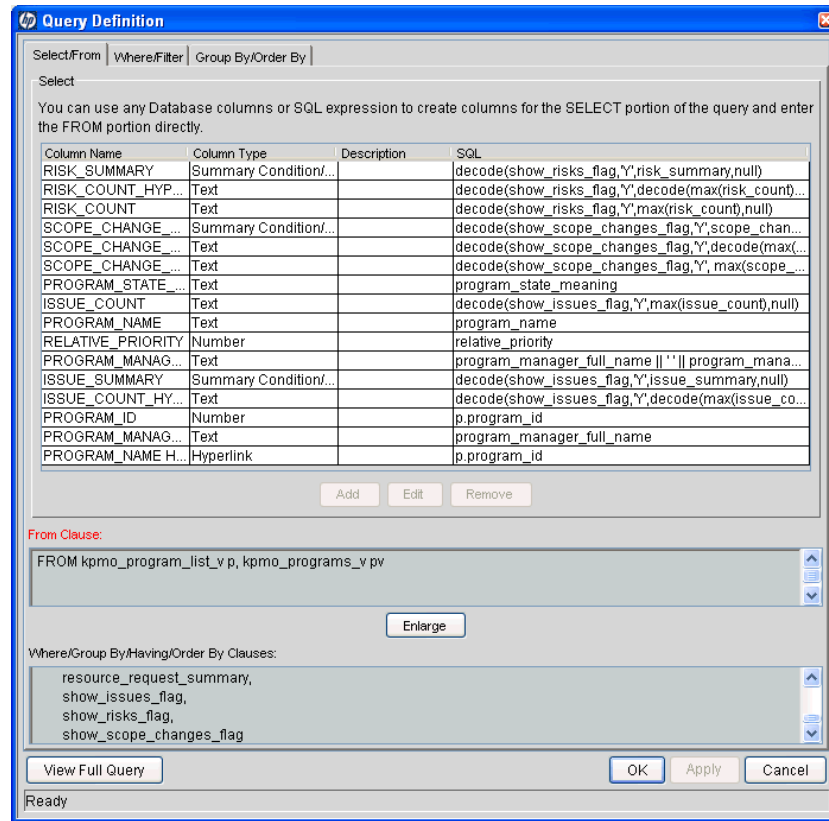 hp Query Definition
Select/From Where/Filter Group By/Order By
Select
You can use any Database columns or SQL expression to create columns for the SELECT portion of the query and enter
the FROM portion directly.
Column Name Column Type Description SQL
RISK_SUMMARY Summary Condition/... decode(show_risks_flag,'Y',risk_summary,null)
RISK_COUNT_HYP... Text decode(show_risks_flag,'Y',decode(max(risk_count)...
RISK_COUNT Text decode(show_risks_flag,'Y',max(risk_count),null)
SCOPE_CHANGE_... Summary Condition/... decode(show_scope_changes_flag,'Y',scope_chan...
SCOPE_CHANGE_... Text decode(show_scope_changes_flag,'Y',decode(max(...
SCOPE_CHANGE_... Text decode(show_scope_changes_flag,'Y', max(scope_...
PROGRAM_STATE_... Text program_state_meaning
ISSUE_COUNT Text decode(show_issues_flag,'Y',max(issue_count),null)
PROGRAM_NAME Text program_name
RELATIVE_PRIORITY Number relative_priority
PROGRAM_MANAG... Text program_manager_full_name || ' ' || program_mana...
ISSUE_SUMMARY Summary Condition/... decode(show_issues_flag,'Y',issue_summary,null)
ISSUE_COUNT_HY... Text decode(show_issues_flag,'Y',decode(max(issue_co...
PROGRAM_ID Number p.program_id
PROGRAM_MANAG... Text program_manager_full_name
PROGRAM_NAME H... Hyperlink p.program_id
Add Edit Remove
From Clause:
FROM kpmo_program_list_v p, kpmo_programs_v pv
Enlarge
Where/Group By/Having/Order By Clauses:
resource_request_summary,
show_issues_flag,
show_risks_flag,
show_scope_changes_flag
View Full Query OK Apply Cancel
Ready